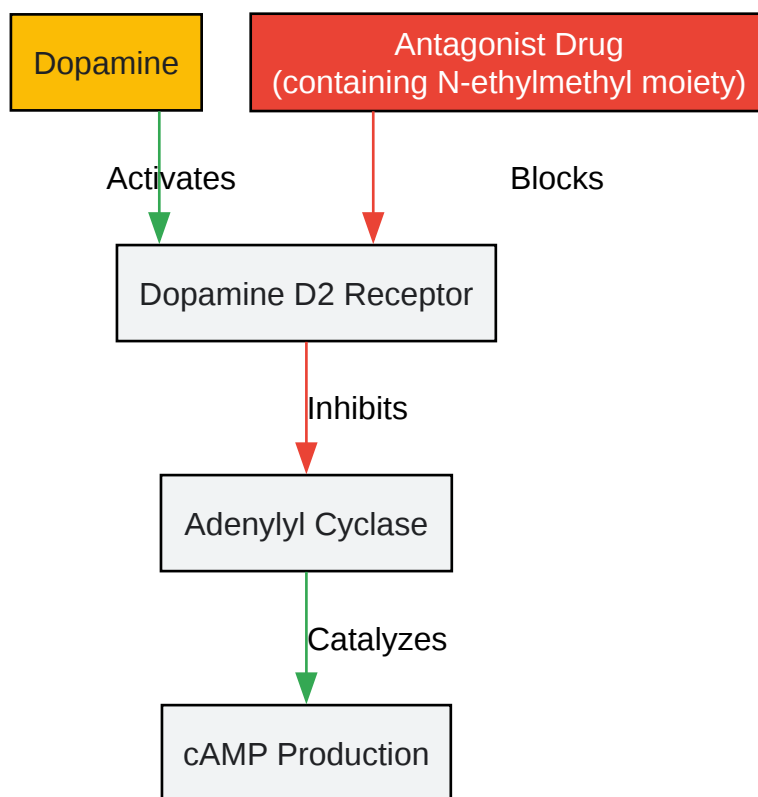 Dopamine
Antagonist Drug
(containing N-ethylmethyl moiety)
Activates
Blocks
Dopamine D2 Receptor
Inhibits
Adenylyl Cyclase
Catalyzes
cAMP Production